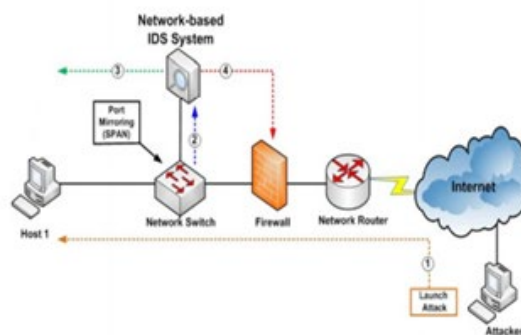 Network-based
IDS System
3
4
Port
Mirroring
(SPAN)
2
Internet
Host 1
Network Switch
Firewall
Network Router
1
Launch
Attack
Attacker